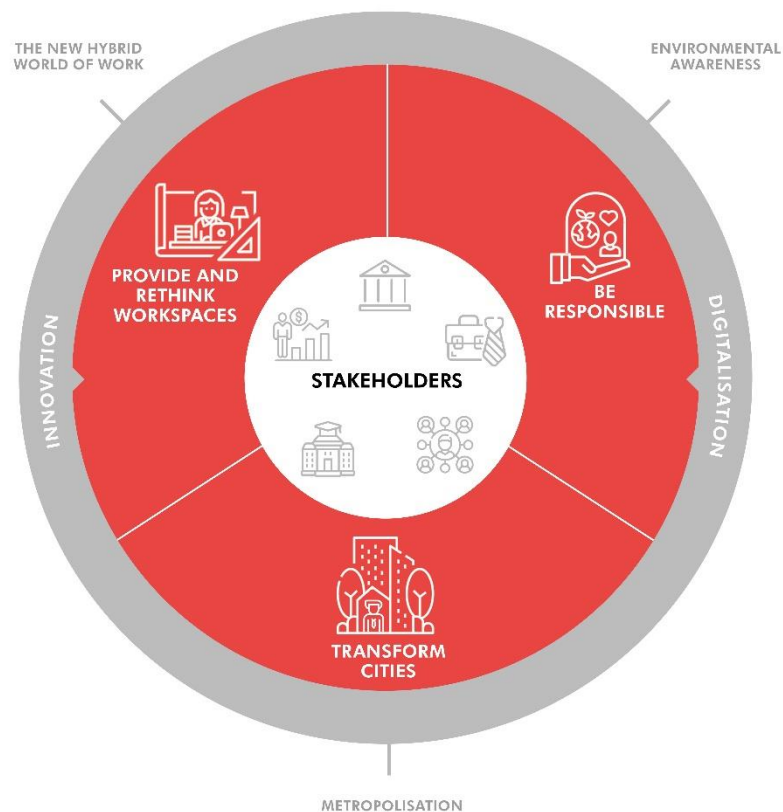 THE NEW HYBRID
WORLD OF WORK
ENVIRONMENTAL
AWARENESS
PROVIDE AND
RETHINK
WORKSPACES
BE
RESPONSIBLE
INNOVATION
DIGITALISATION
$
STAKEHOLDERS
TRANSFORM
CITIES
METROPOLISATION